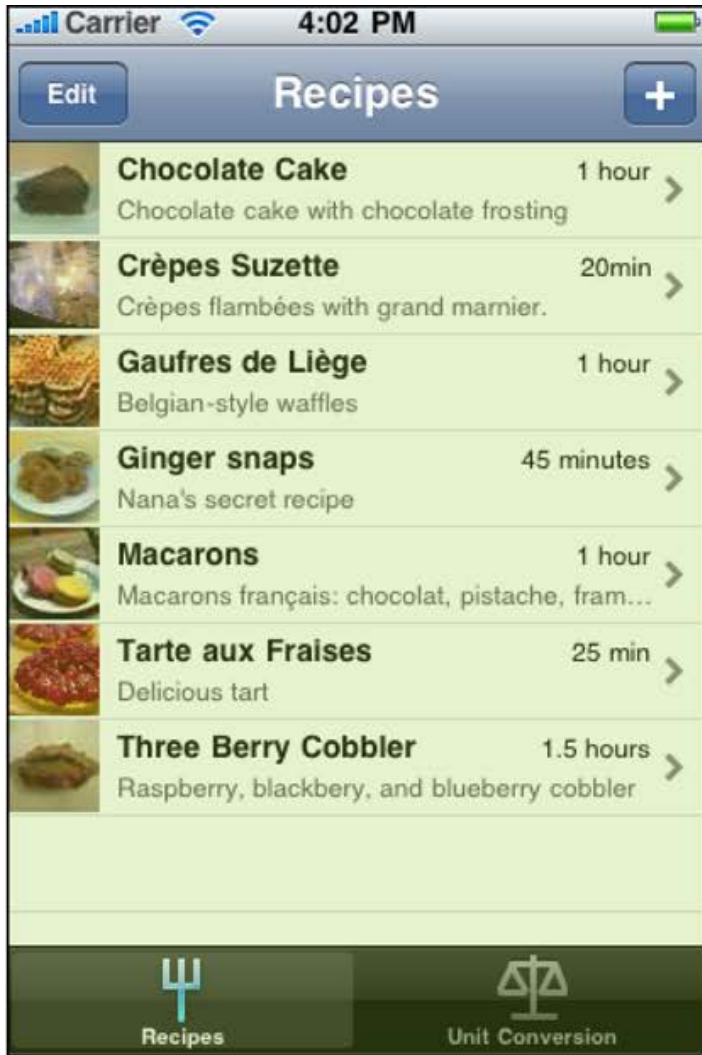 Carrier 4:02 PM
Edit Recipes +
Chocolate Cake 1 hour
Chocolate cake with chocolate frosting
Crèpes Suzette 20min
Crèpes flambées with grand marnier.
Gaufres de Liège 1 hour
Belgian-style waffles
Ginger snaps 45 minutes
Nana's secret recipe
Macarons 1 hour
Macarons français: chocolat, pistache, fram...
Tarte aux Fraises 25 min
Delicious tart
Three Berry Cobbler 1.5 hours
Raspberry, blackbery, and blueberry cobbler
Recipes Unit Conversion